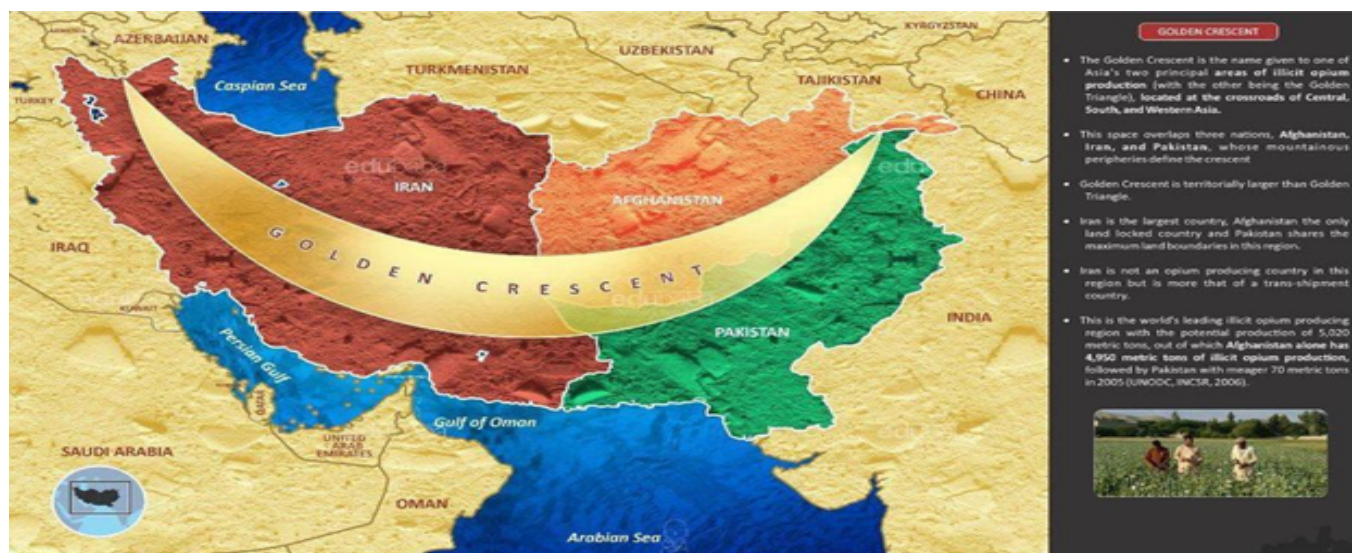 AZERBAIJAN
KYRGYZSTAN
UZBEKISTAN
TURKMENISTAN
TAJIKISTAN
TURKEY
Caspian Sea
CHINA
IRAN
AFGHANISTAN
IRAQ
GOLDEN CRESCENT
KUWAIT
PAKISTAN
INDIA
Persian Gulf
QATAR
Gulf of Oman
UNITED
ARAB
EMIRATES
SAUDI ARABIA
OMAN
Arabian Sea
GOLDEN CRESCENT
• The Golden Crescent is the name given to one of
Asia's two principal areas of illicit opium
production (with the other being the Golden
Triangle), located at the crossroads of Central,
South, and Western Asia.
• This space overlaps three nations, Afghanistan,
Iran, and Pakistan, whose mountainous
peripheries define the crescent
• Golden Crescent is territorially larger than Golden
Triangle.
• Iran is the largest country, Afghanistan the only
land locked country and Pakistan shares the
maximum land boundaries in this region.
• Iran is not an opium producing country in this
region but is more that of a trans-shipment
country.
• This is the world's leading illicit opium producing
region with the potential production of 5,020
metric tons, out of which Afghanistan alone has
4,950 metric tons of illicit opium production,
followed by Pakistan with meager 70 metric tons
in 2005 (UNODC, INCSR, 2006).